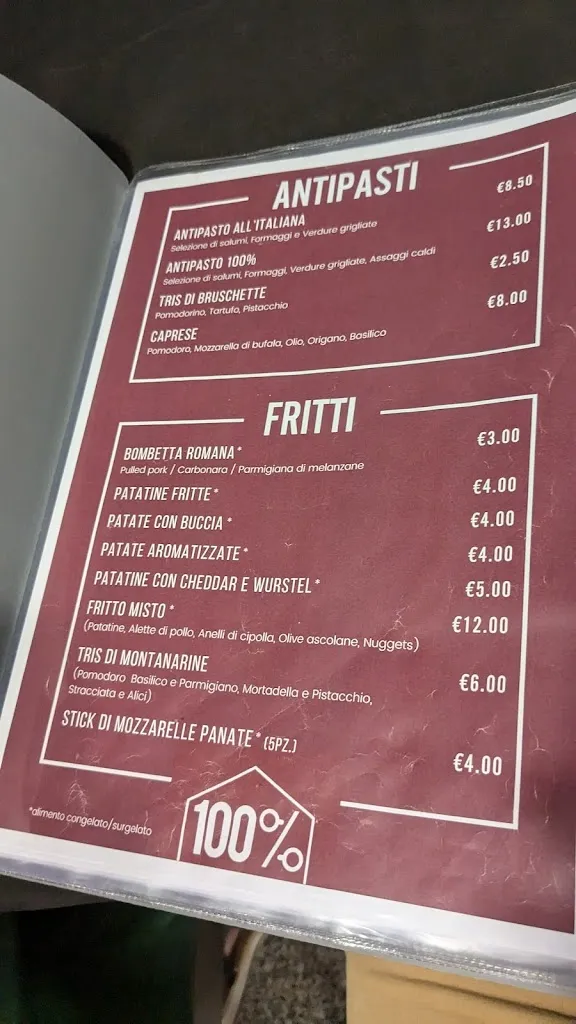 ANTIPASTI
ANTIPASTO ALL'ITALIANA €8.50
Selezione di salumi, Formaggi e Verdure grigliate
ANTIPASTO 100% €13.00
Selezione di salumi, Formaggi, Verdure grigliate, Assaggi caldi
TRIS DI BRUSCHETTE €2.50
Pomodorino, Tartufo, Pistacchio
CAPRESE €8.00
Pomodoro, Mozzarella di bufala, Olio, Origano, Basilico
FRITTI
BOMBETTA ROMANA* €3.00
Pulled pork / Carbonara / Parmigiana di melanzane
PATATINE FRITTE* €4.00
PATATE CON BUCCIA* €4.00
PATATE AROMATIZZATE* €4.00
PATATINE CON CHEDDAR E WURSTEL* €5.00
FRITTO MISTO* €12.00
(Patatine, Alette di pollo, Anelli di cipolla, Olive ascolane, Nuggets)
TRIS DI MONTANARINE €6.00
(Pomodoro Basilico e Parmigiano, Mortadella e Pistacchio,
Stracciata e Alici)
STICK DI MOZZARELLE PANATE* (5PZ.) €4.00
*alimento congelato/surgelato
100%